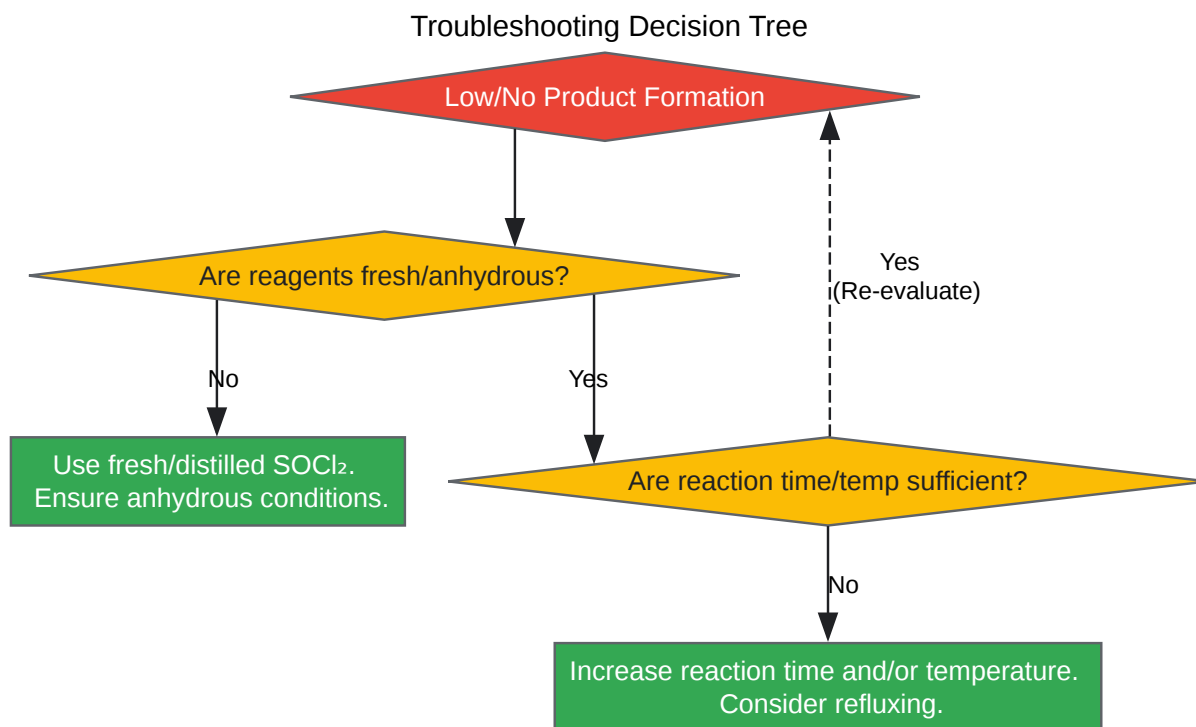 Troubleshooting Decision Tree
Low/No Product Formation
Are reagents fresh/anhydrous?
Yes
(Re-evaluate)
No
Yes
Use fresh/distilled SOCl₂.
Ensure anhydrous conditions.
Are reaction time/temp sufficient?
No
Increase reaction time and/or temperature.
Consider refluxing.